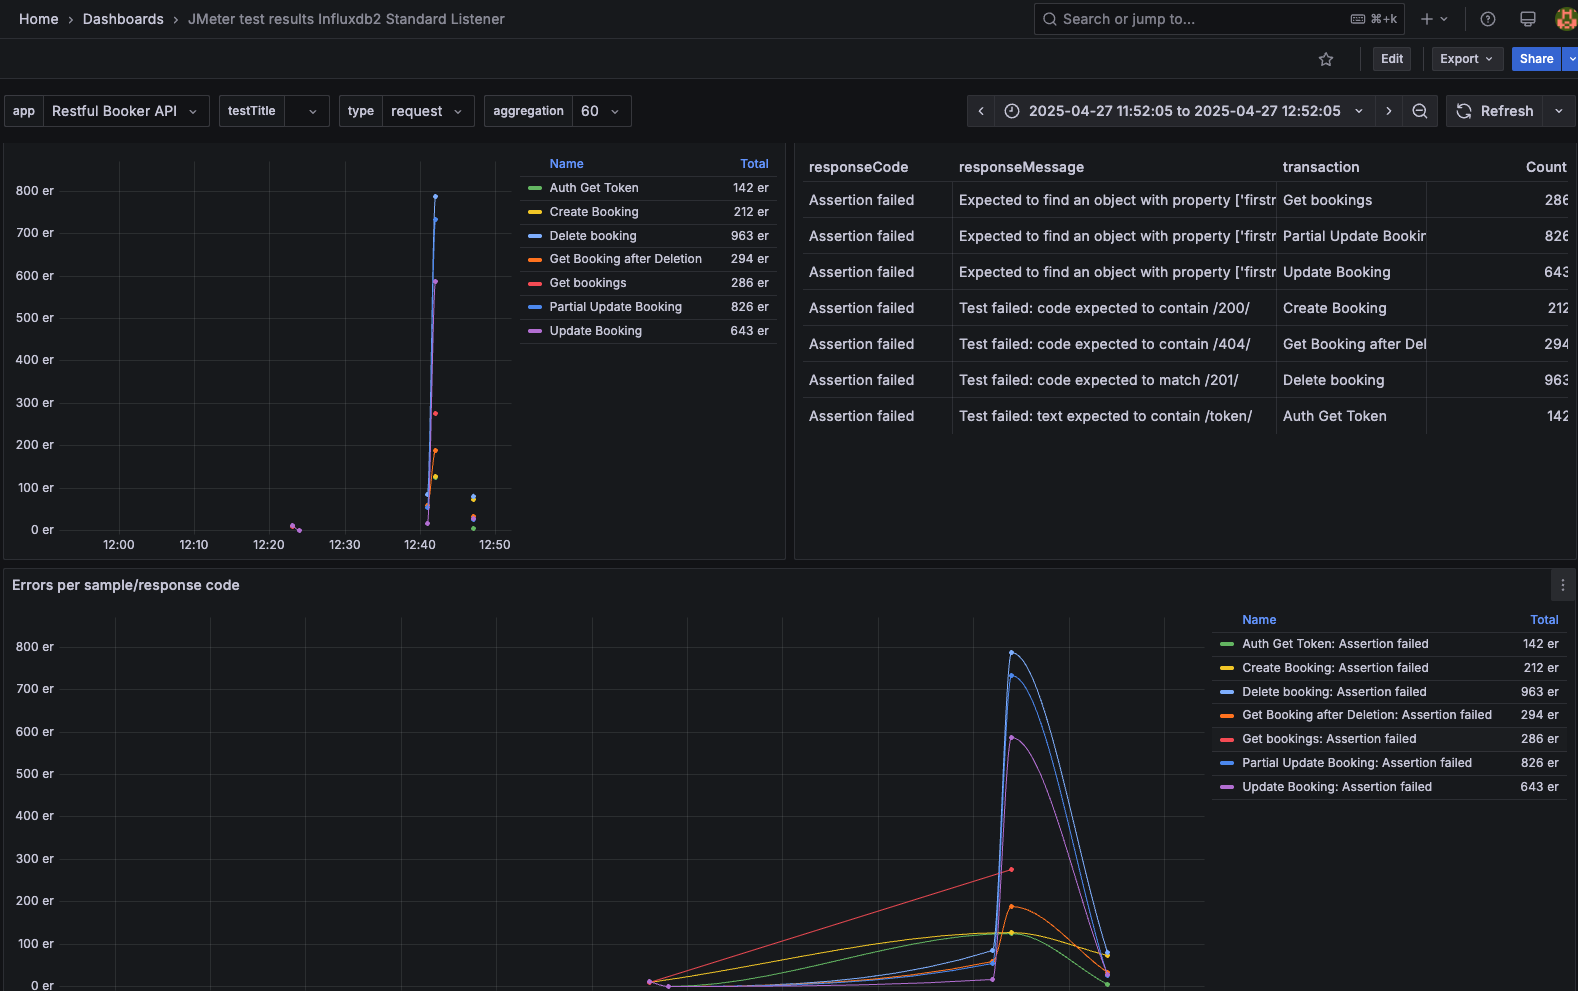 Home › Dashboards › JMeter test results Influxdb2 Standard Listener
Search or jump to... ⌘+k
Edit Export Share
app Restful Booker API testTitle type request aggregation 60
2025-04-27 11:52:05 to 2025-04-27 12:52:05 Refresh
800 er
700 er
600 er
500 er
400 er
300 er
200 er
100 er
0 er
12:00 12:10 12:20 12:30 12:40 12:50
Name Total
Auth Get Token 142 er
Create Booking 212 er
Delete booking 963 er
Get Booking after Deletion 294 er
Get bookings 286 er
Partial Update Booking 826 er
Update Booking 643 er
responseCode responseMessage transaction Count
Assertion failed Expected to find an object with property ['firstr Get bookings 286
Assertion failed Expected to find an object with property ['firstr Partial Update Bookin 826
Assertion failed Expected to find an object with property ['firstr Update Booking 643
Assertion failed Test failed: code expected to contain /200/ Create Booking 212
Assertion failed Test failed: code expected to contain /404/ Get Booking after Del 294
Assertion failed Test failed: code expected to match /201/ Delete booking 963
Assertion failed Test failed: text expected to contain /token/ Auth Get Token 142
Errors per sample/response code
800 er
700 er
600 er
500 er
400 er
300 er
200 er
100 er
0 er
Name Total
Auth Get Token: Assertion failed 142 er
Create Booking: Assertion failed 212 er
Delete booking: Assertion failed 963 er
Get Booking after Deletion: Assertion failed 294 er
Get bookings: Assertion failed 286 er
Partial Update Booking: Assertion failed 826 er
Update Booking: Assertion failed 643 er